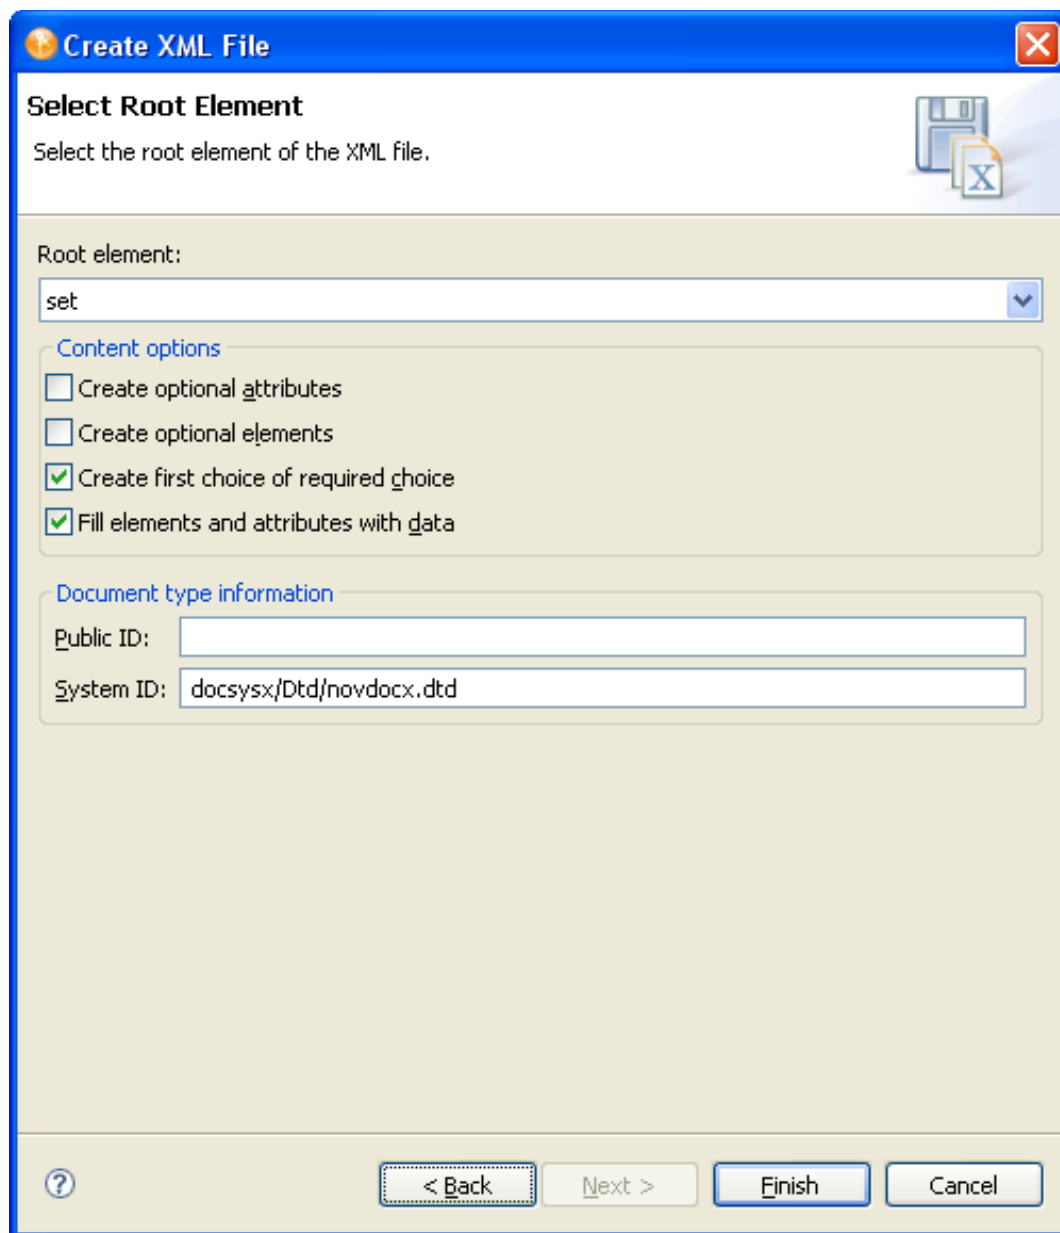 Create XML File
Select Root Element
Select the root element of the XML file.
X
Root element:
set
Content options
Create optional attributes
Create optional elements
Create first choice of required choice
Fill elements and attributes with data
Document type information
Public ID:
System ID: docsysx/Dtd/novdocx.dtd
? < Back Next > Finish Cancel